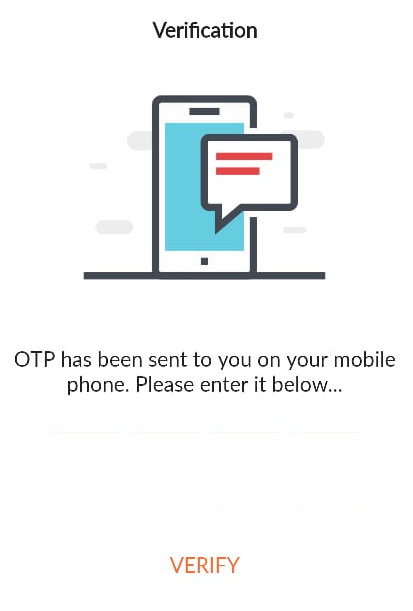 Verification
OTP has been sent to you on your mobile
phone. Please enter it below...
VERIFY